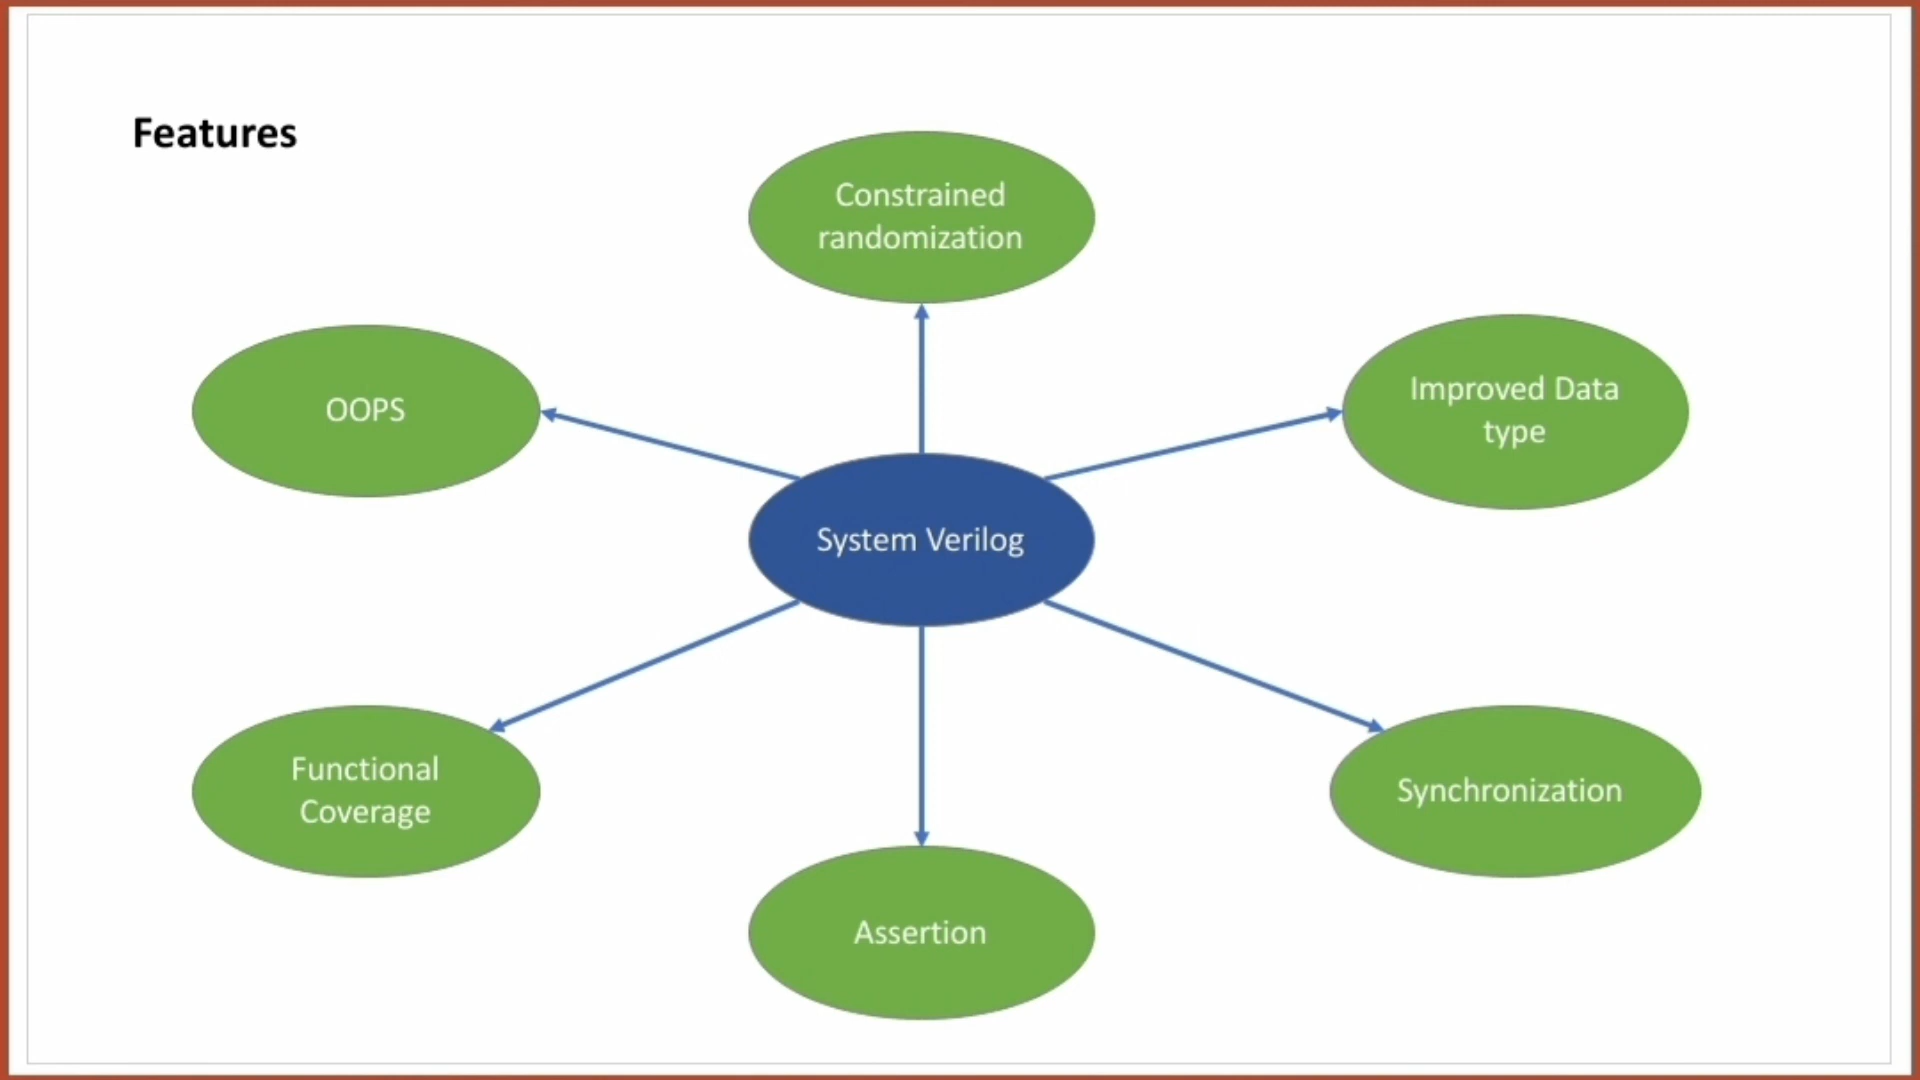 Features
Constrained
randomization
OOPS
Improved Data
type
System Verilog
Functional
Coverage
Synchronization
Assertion